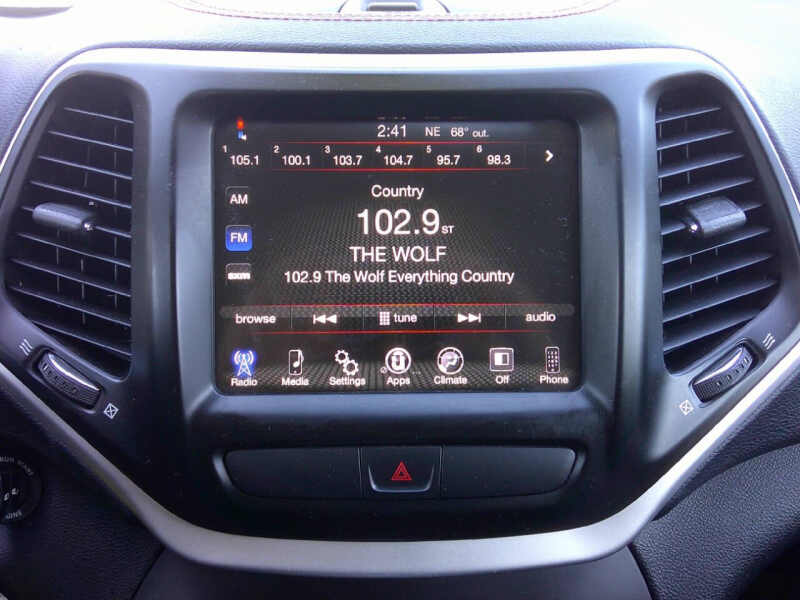 2:41 NE 68° out.
1 105.1 2 100.1 3 103.7 4 104.7 5 95.7 6 98.3
AM
Country
102.9 ST
FM
THE WOLF
102.9 The Wolf Everything Country
sxm
browse tune audio
Radio Media Settings Apps Climate Off Phone